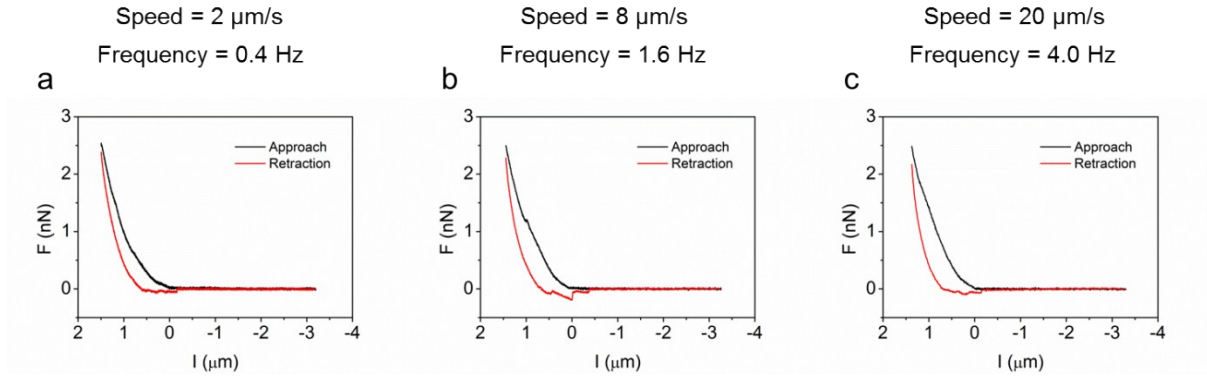 Speed = 2 µm/s
Frequency = 0.4 Hz
a
3
2
1
0
F (nN)
Approach
Retraction
2 1 0 -1 -2 -3 -4
I (µm)
Speed = 8 µm/s
Frequency = 1.6 Hz
b
3
2
1
0
F (nN)
Approach
Retraction
2 1 0 -1 -2 -3 -4
I (µm)
Speed = 20 µm/s
Frequency = 4.0 Hz
c
3
2
1
0
F (nN)
Approach
Retraction
2 1 0 -1 -2 -3 -4
I (µm)